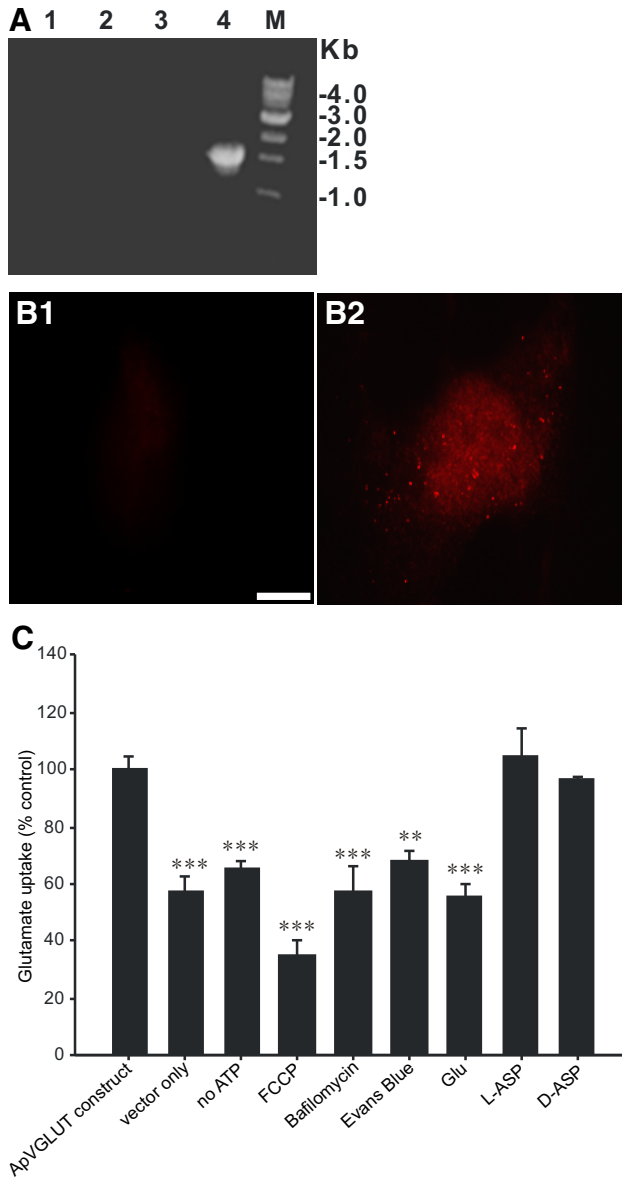 A 1 2 3 4 M
Kb
-4.0
-3.0
-2.0
-1.5
-1.0
B1
B2
C
Glutamate uptake (% control)
140
120
100
80
60
40
20
0
***
***
***
***
**
***
ApVGLUT construct
vector only
no ATP
FCCP
Bafilomycin
Evans Blue
Glu
L-ASP
D-ASP